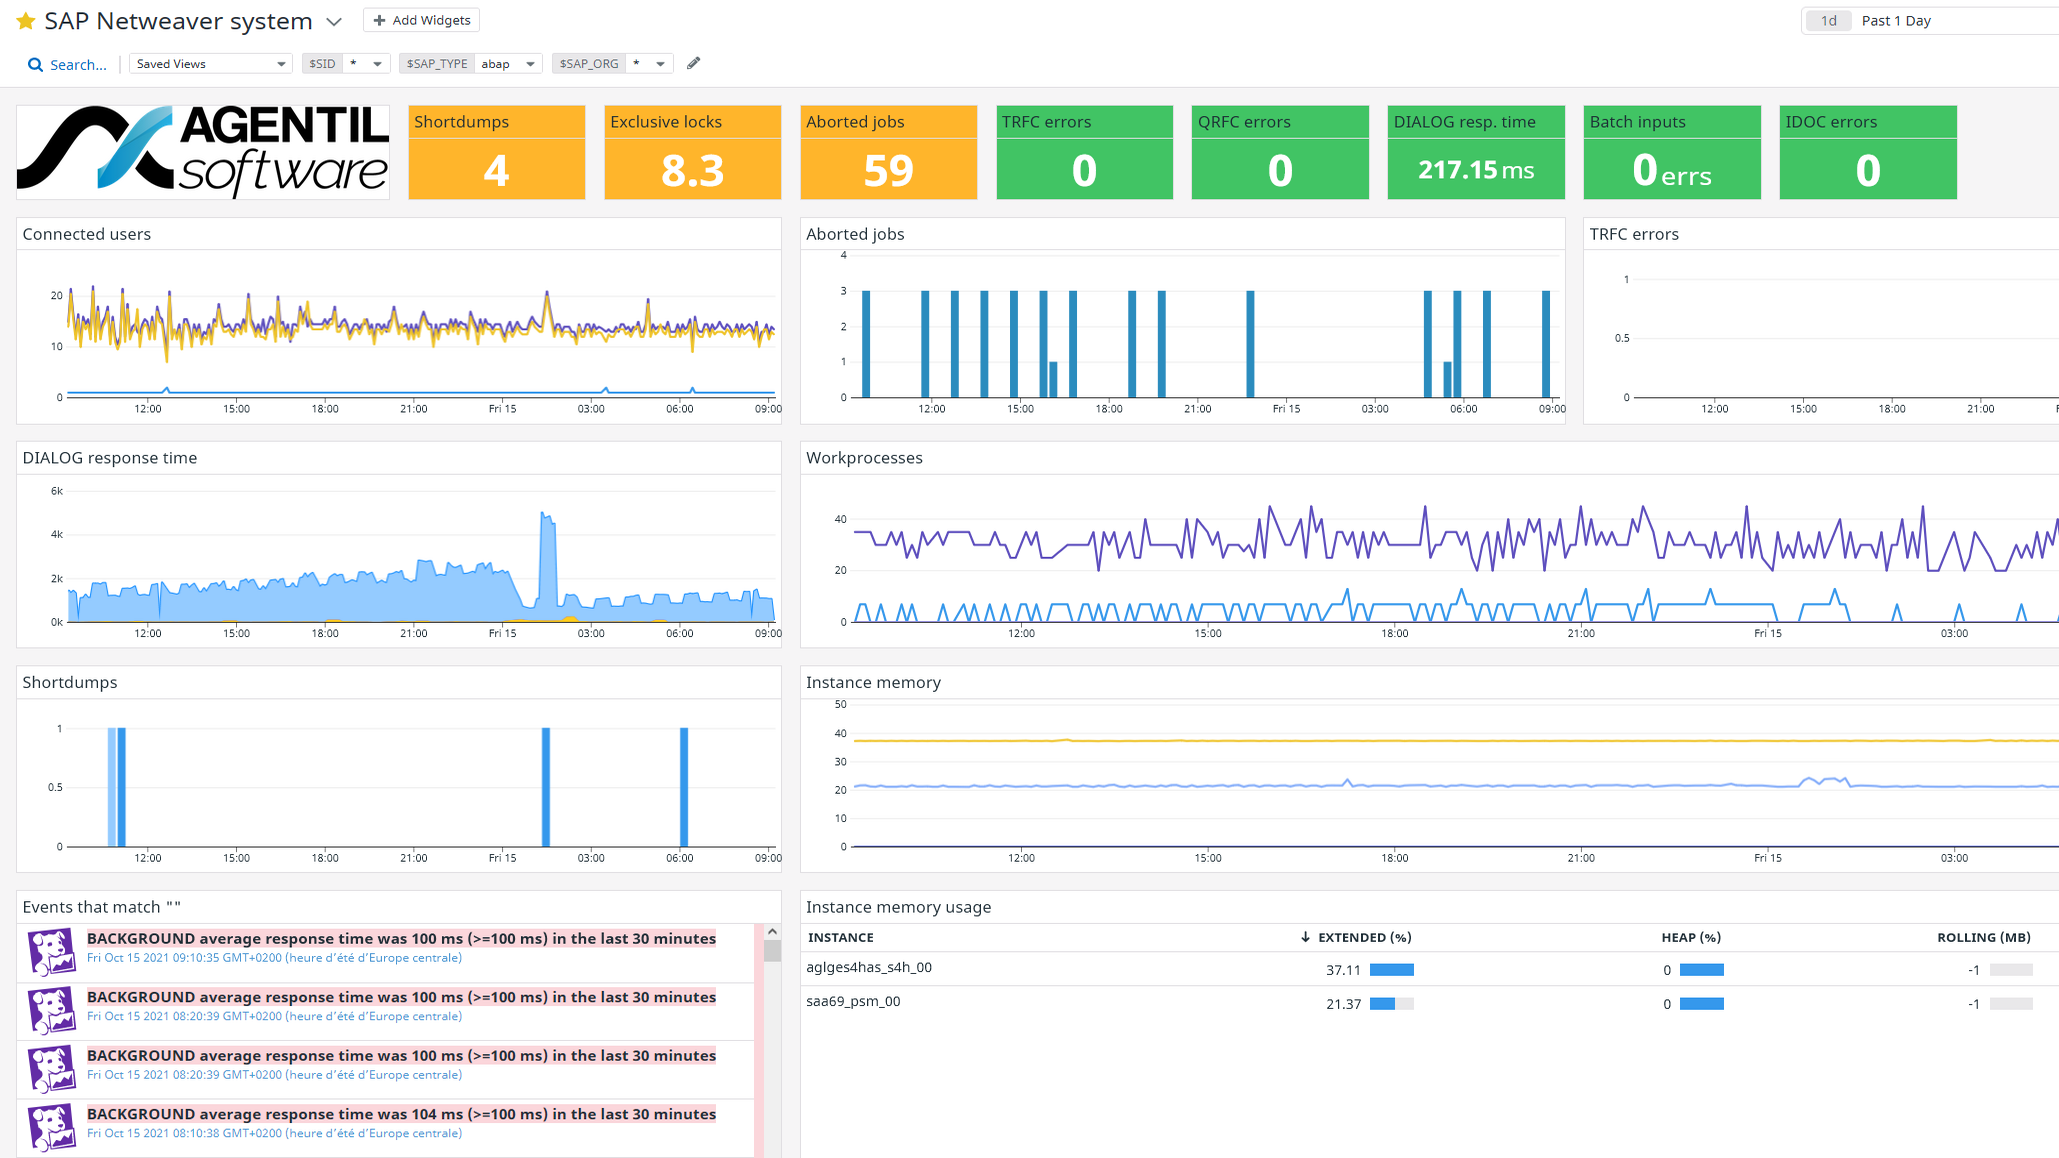 SAP Netweaver system
+ Add Widgets
1d Past 1 Day
Search... Saved Views $SID * $SAP_TYPE abap $SAP_ORG *
AGENTIL
software
Shortdumps
4
Exclusive locks
8.3
Aborted jobs
59
TRFC errors
0
QRFC errors
0
DIALOG resp. time
217.15 ms
Batch inputs
0 errs
IDOC errors
0
Connected users
20
10
0
12:00 15:00 18:00 21:00 Fri 15 03:00 06:00 09:00
Aborted jobs
4
3
2
1
0
12:00 15:00 18:00 21:00 Fri 15 03:00 06:00 09:00
TRFC errors
1
0.5
0
12:00 15:00 18:00 21:00
DIALOG response time
6k
4k
2k
0k
12:00 15:00 18:00 21:00 Fri 15 03:00 06:00 09:00
Workprocesses
40
20
0
12:00 15:00 18:00 21:00 Fri 15 03:00
Shortdumps
1
0.5
0
12:00 15:00 18:00 21:00 Fri 15 03:00 06:00 09:00
Instance memory
50
40
30
20
10
0
12:00 15:00 18:00 21:00 Fri 15 03:00
Events that match ""
BACKGROUND average response time was 100 ms (>=100 ms) in the last 30 minutes
Fri Oct 15 2021 09:10:35 GMT+0200 (heure d’été d’Europe centrale)
BACKGROUND average response time was 100 ms (>=100 ms) in the last 30 minutes
Fri Oct 15 2021 08:20:39 GMT+0200 (heure d’été d’Europe centrale)
BACKGROUND average response time was 100 ms (>=100 ms) in the last 30 minutes
Fri Oct 15 2021 08:20:39 GMT+0200 (heure d’été d’Europe centrale)
BACKGROUND average response time was 104 ms (>=100 ms) in the last 30 minutes
Fri Oct 15 2021 08:10:38 GMT+0200 (heure d’été d’Europe centrale)
Instance memory usage
INSTANCE ↓ EXTENDED (%) HEAP (%) ROLLING (MB)
aglges4has_s4h_00 37.11 0 -1
saa69_psm_00 21.37 0 -1